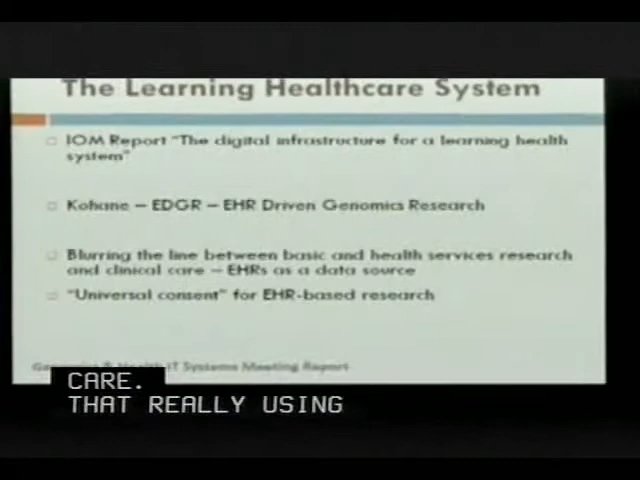 The Learning Healthcare System
IOM Report "The digital infrastructure for a learning health
system"
Kohane – EDGR – EHR Driven Genomics Research
Blurring the line between basic and health services research
and clinical care – EHRs as a data source
"Universal consent" for EHR-based research
Health IT Systems Meeting Report
CARE.
THAT REALLY USING